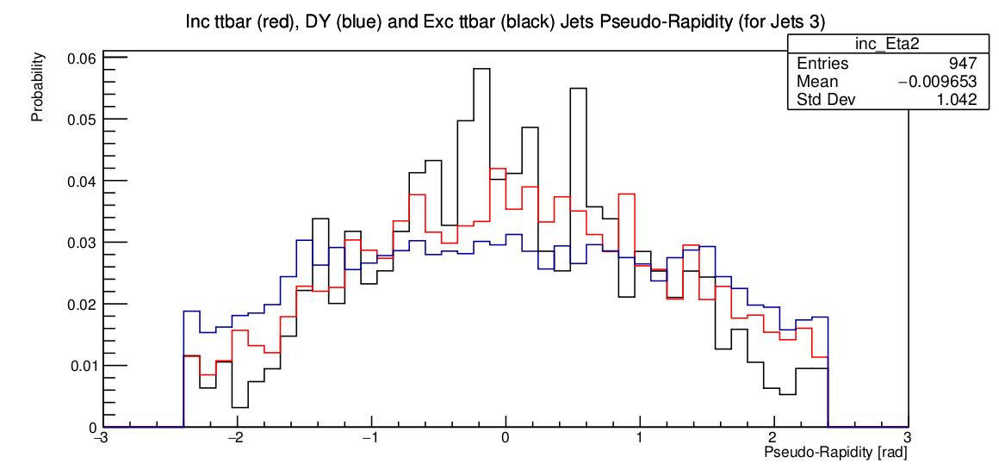 Inc ttbar (red), DY (blue) and Exc ttbar (black) Jets Pseudo-Rapidity (for Jets 3)
inc_Eta2
Entries 947
Mean −0.009653
Std Dev 1.042
Probability
0.06
0.05
0.04
0.03
0.02
0.01
0
−3 −2 −1 0 1 2 3
Pseudo-Rapidity [rad]